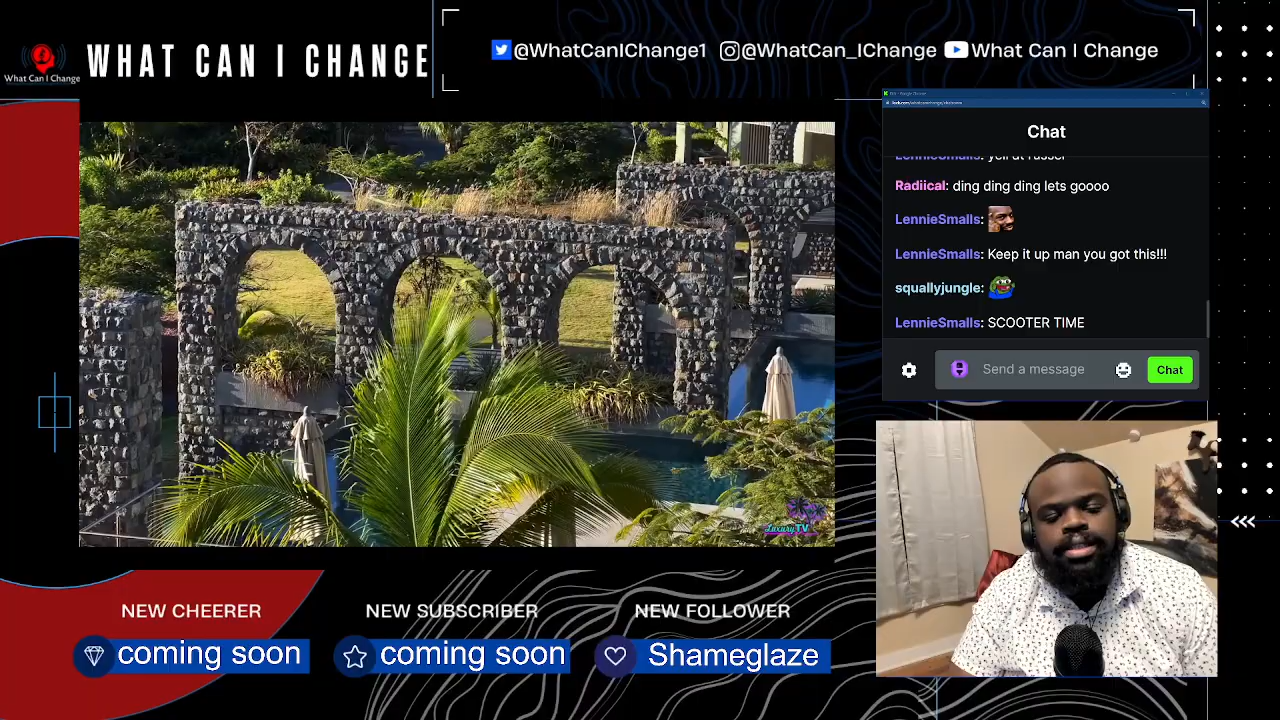 What Can I Change
WHAT CAN I CHANGE
@WhatCanIChange1
@WhatCan_IChange
What Can I Change
Chat
LennieSmalls:
Radiical: ding ding ding lets goooo
LennieSmalls:
LennieSmalls: Keep it up man you got this!!!
squallyjungle:
LennieSmalls: SCOOTER TIME
Send a message
Chat
LuxuryTV
NEW CHEERER
coming soon
NEW SUBSCRIBER
coming soon
NEW FOLLOWER
Shameglaze